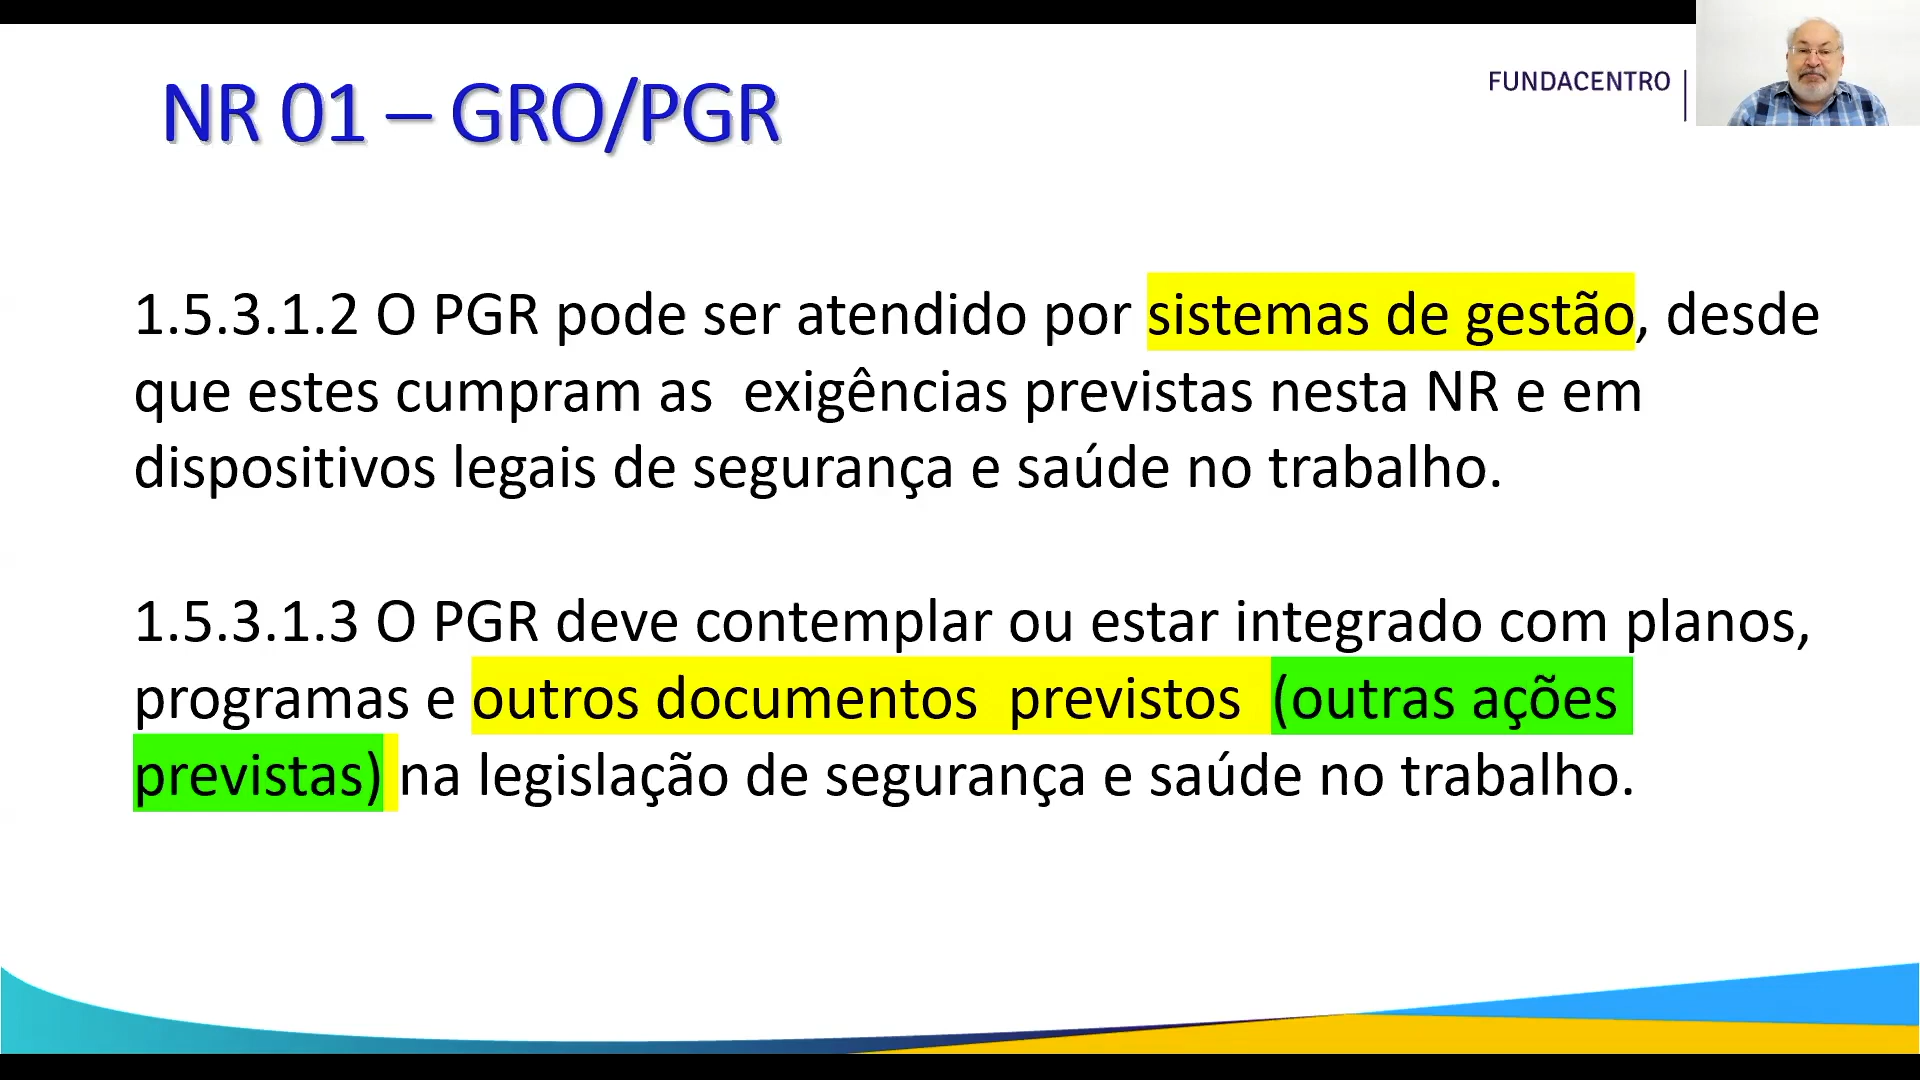 NR 01 – GRO/PGR
FUNDACENTRO
1.5.3.1.2 O PGR pode ser atendido por sistemas de gestão, desde
que estes cumpram as  exigências previstas nesta NR e em
dispositivos legais de segurança e saúde no trabalho.
1.5.3.1.3 O PGR deve contemplar ou estar integrado com planos,
programas e outros documentos  previstos  (outras ações
previstas) na legislação de segurança e saúde no trabalho.